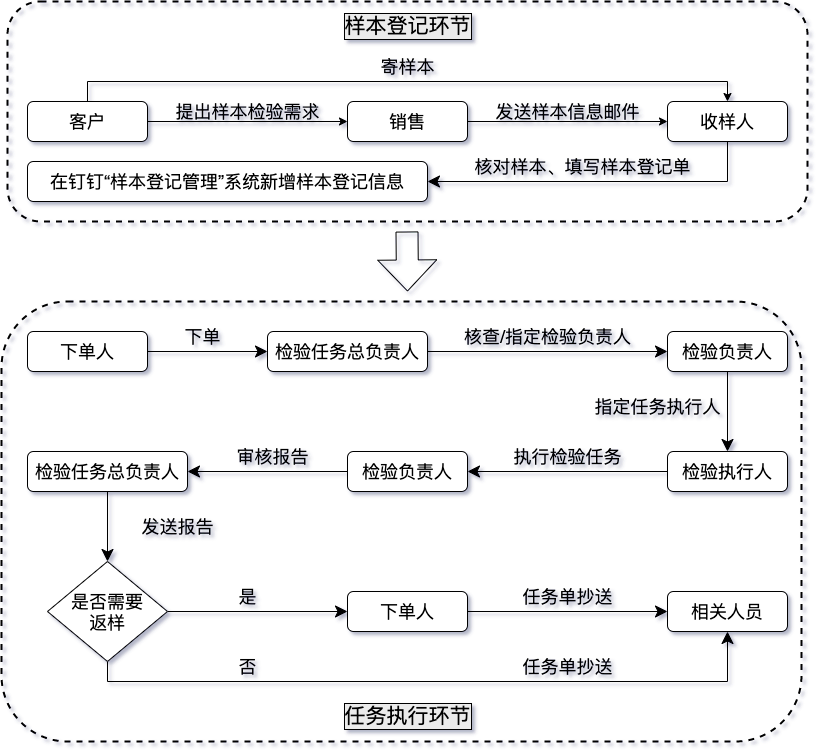 样本登记环节
寄样本
客户
提出样本检验需求
销售
发送样本信息邮件
收样人
核对样本、填写样本登记单
在钉钉“样本登记管理”系统新增样本登记信息
下单人
下单
检验任务总负责人
核查/指定检验负责人
检验负责人
指定任务执行人
检验任务总负责人
审核报告
检验负责人
执行检验任务
检验执行人
发送报告
是否需要
返样
是
下单人
任务单抄送
相关人员
否
任务单抄送
任务执行环节